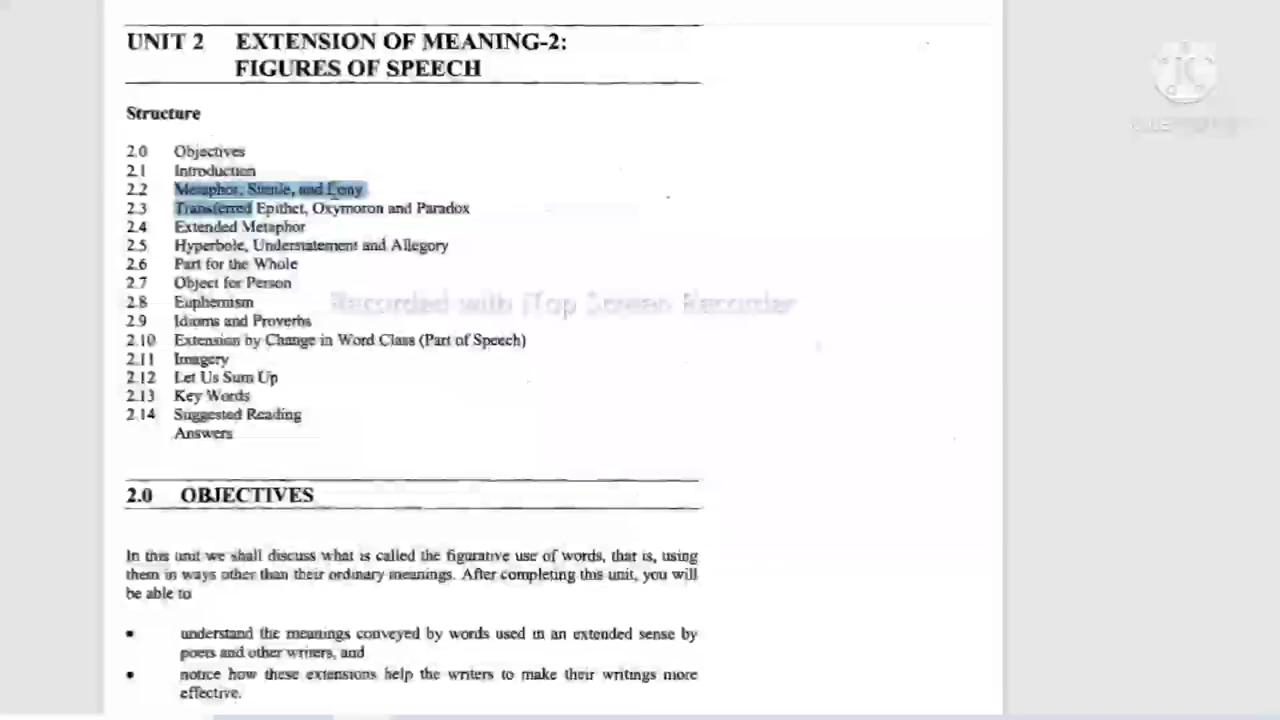 UNIT 2 EXTENSION OF MEANING-2:
FIGURES OF SPEECH
Structure
2.0 Objectives
2.1 Introduction
2.2 Metaphor, Simile, and Irony
2.3 Transferred Epithet, Oxymoron and Paradox
2.4 Extended Metaphor
2.5 Hyperbole, Understatement and Allegory
2.6 Part for the Whole
2.7 Object for Person
2.8 Euphemism
Recorded with iTop Screen Recorder
2.9 Idioms and Proverbs
2.10 Extension by Change in Word Class (Part of Speech)
2.11 Imagery
2.12 Let Us Sum Up
2.13 Key Words
2.14 Suggested Reading
Answers
2.0 OBJECTIVES
In this unit we shall discuss what is called the figurative use of words, that is, using
them in ways other than their ordinary meanings. After completing this unit, you will
be able to
• understand the meanings conveyed by words used in an extended sense by
poets and other writers, and
• notice how these extensions help the writers to make their writings more
effective.